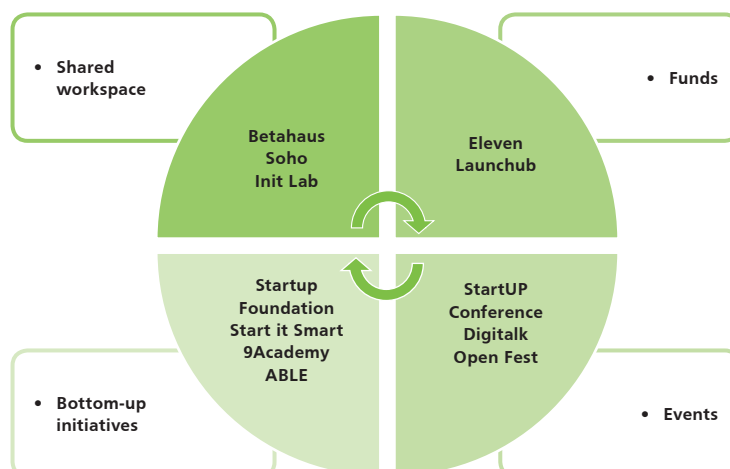 • Shared
workspace
• Funds
Betahaus
Soho
Init Lab
Eleven
Launchub
Startup
Foundation
Start it Smart
9Academy
ABLE
StartUP
Conference
Digitalk
Open Fest
• Bottom-up
initiatives
• Events